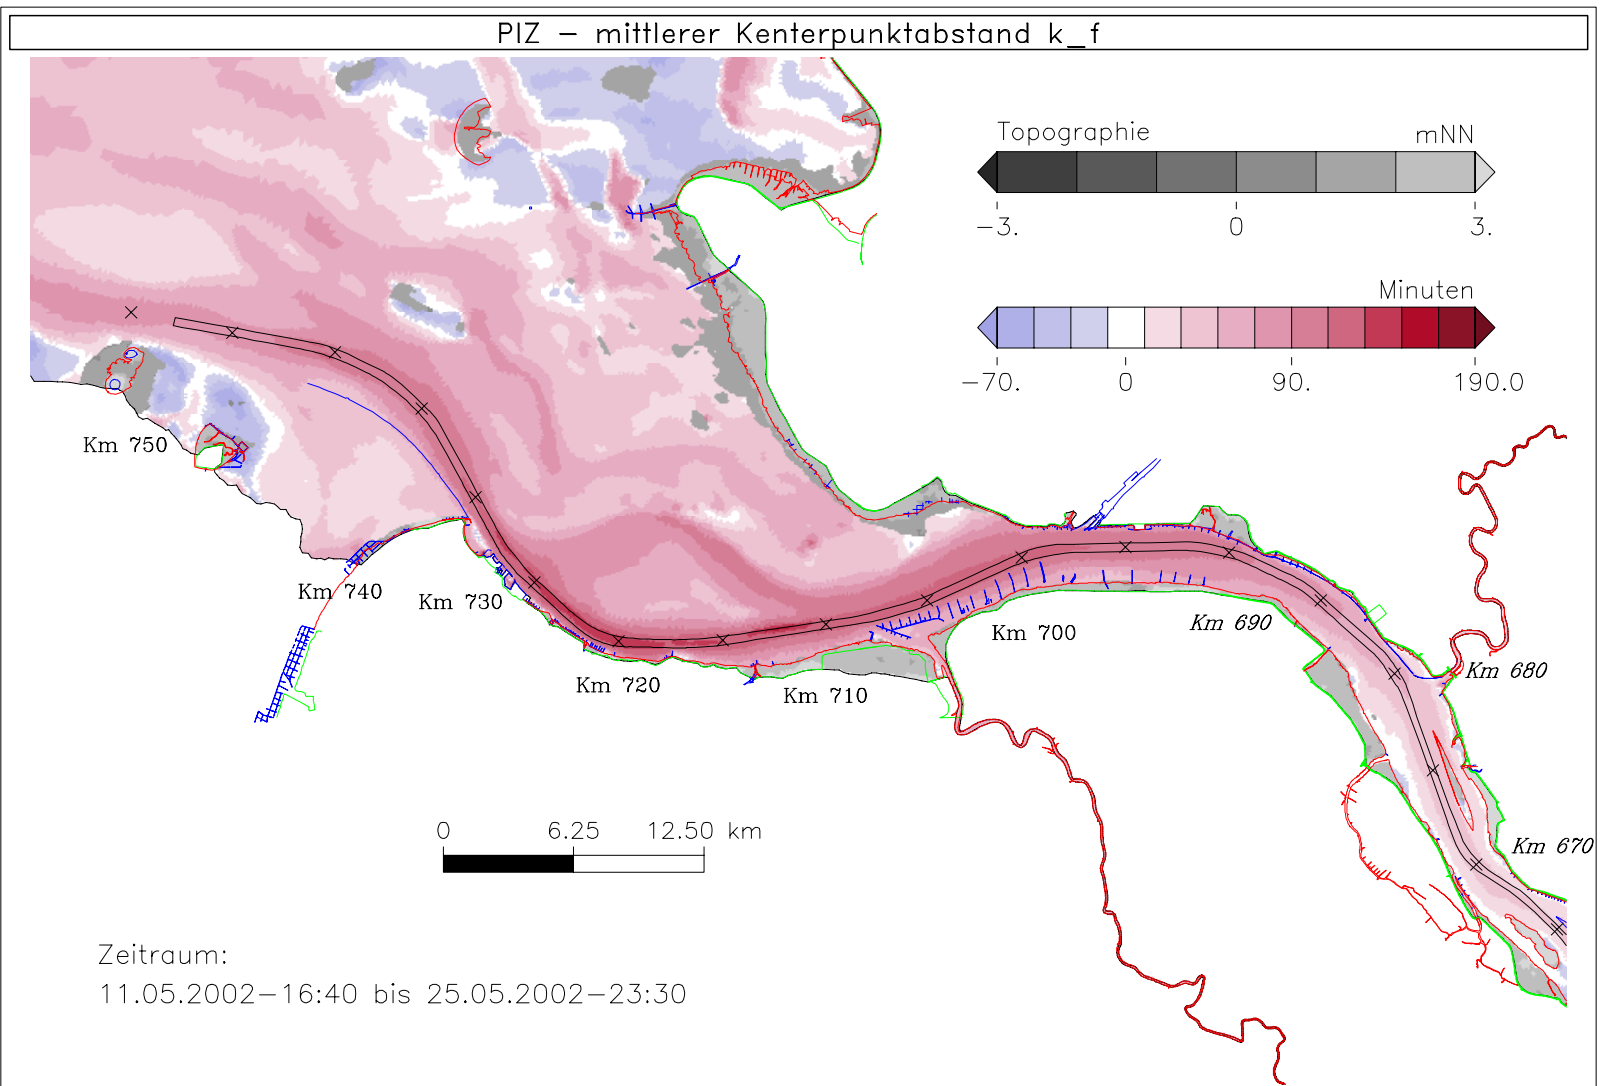 PIZ – mittlerer Kenterpunktabstand k_f
Topographie mNN
−3. 0 3.
Minuten
−70. 0 90. 190.0
Km 750
Km 740
Km 730
Km 720
Km 710
Km 700
Km 690
Km 680
Km 670
0 6.25 12.50 km
Zeitraum:
11.05.2002−16:40 bis 25.05.2002−23:30